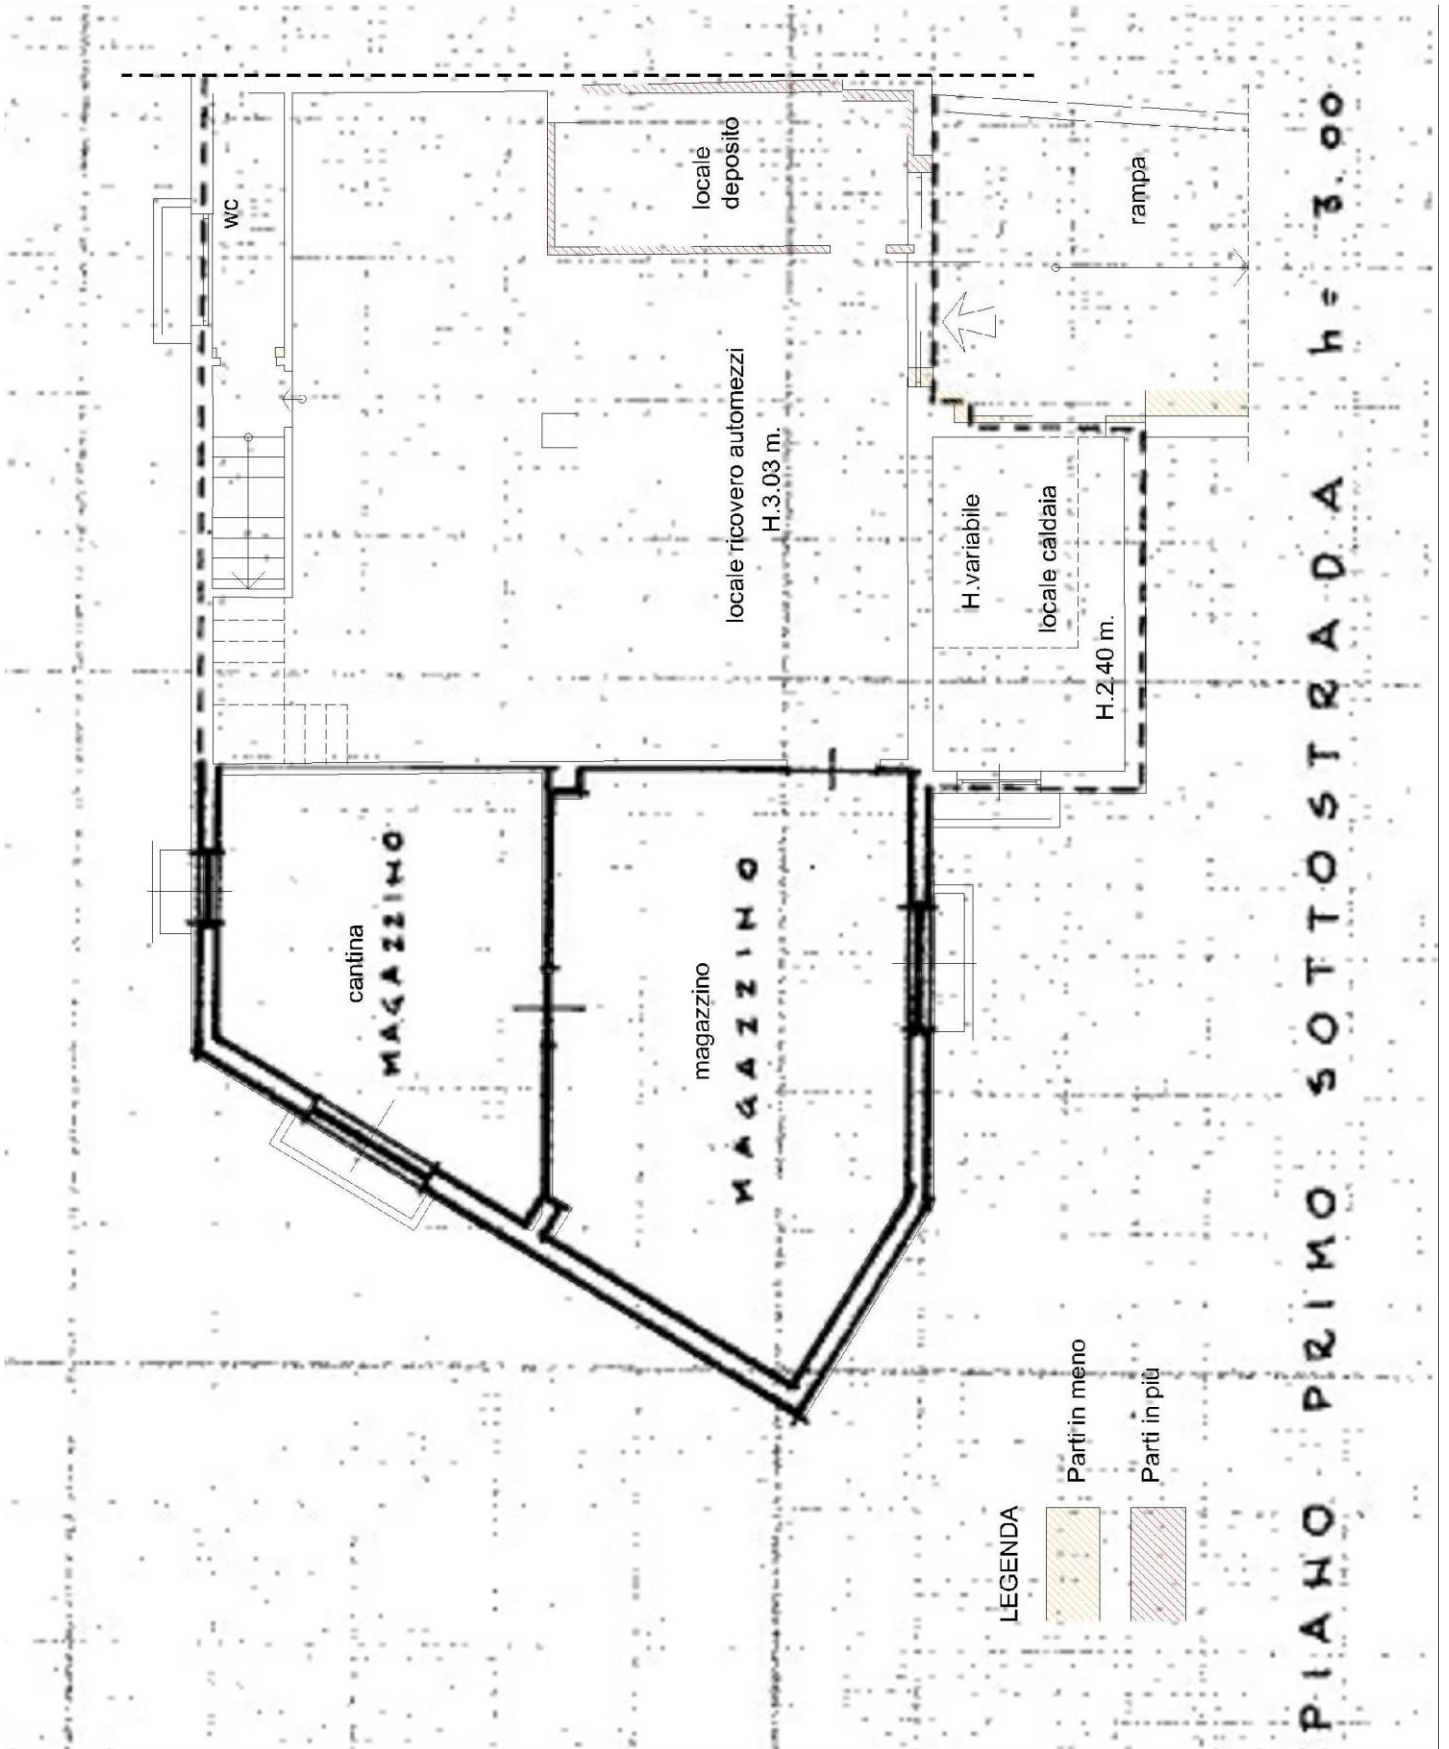 wc
cantina
MAGAZZINO
locale
deposito
locale ricovero automezzi
H.3.03 m.
magazzino
MAGAZZINO
rampa
H.variabile
locale caldaia
H.2.40 m.
LEGENDA
Parti in meno
Parti in più
PIANO PRIMO SOTTOSTRADA h= 3.00